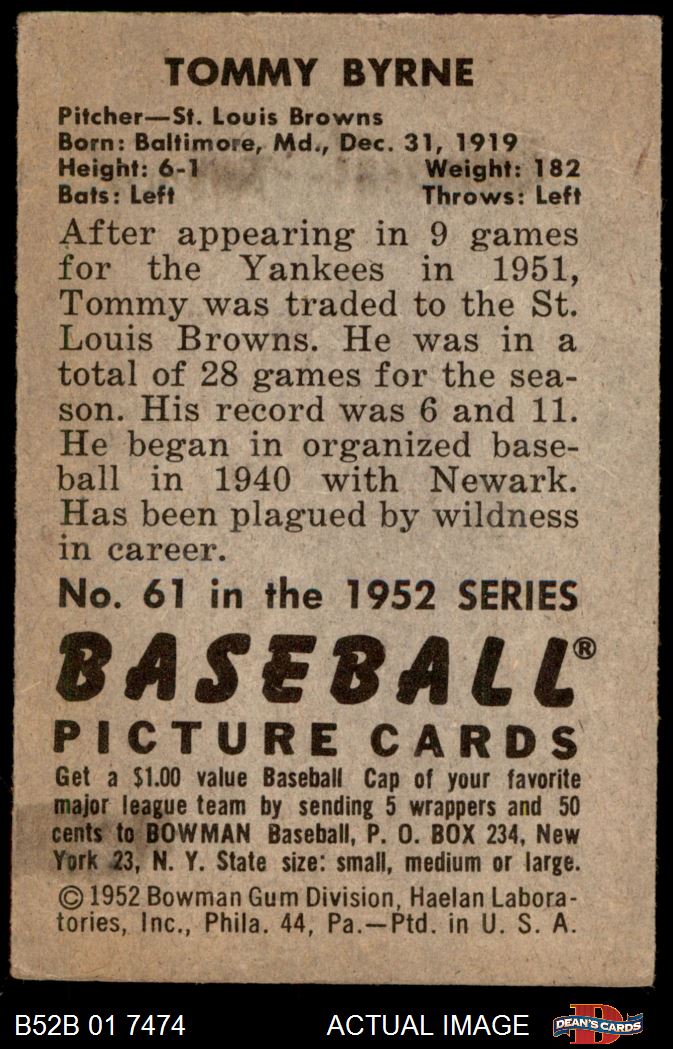 TOMMY BYRNE
Pitcher—St. Louis Browns
Born: Baltimore, Md., Dec. 31, 1919
Height: 6-1 Weight: 182
Bats: Left Throws: Left
After appearing in 9 games
for the Yankees in 1951,
Tommy was traded to the St.
Louis Browns. He was in a
total of 28 games for the sea-
son. His record was 6 and 11.
He began in organized base-
ball in 1940 with Newark.
Has been plagued by wildness
in career.
No. 61 in the 1952 SERIES
BASEBALL®
PICTURE CARDS
Get a $1.00 value Baseball Cap of your favorite
major league team by sending 5 wrappers and 50
cents to BOWMAN Baseball, P. O. BOX 234, New
York 23, N. Y. State size: small, medium or large.
© 1952 Bowman Gum Division, Haelan Labora-
tories, Inc., Phila. 44, Pa.—Ptd. in U. S. A.
B52B 01 7474 ACTUAL IMAGE D DEAN'S CARDS